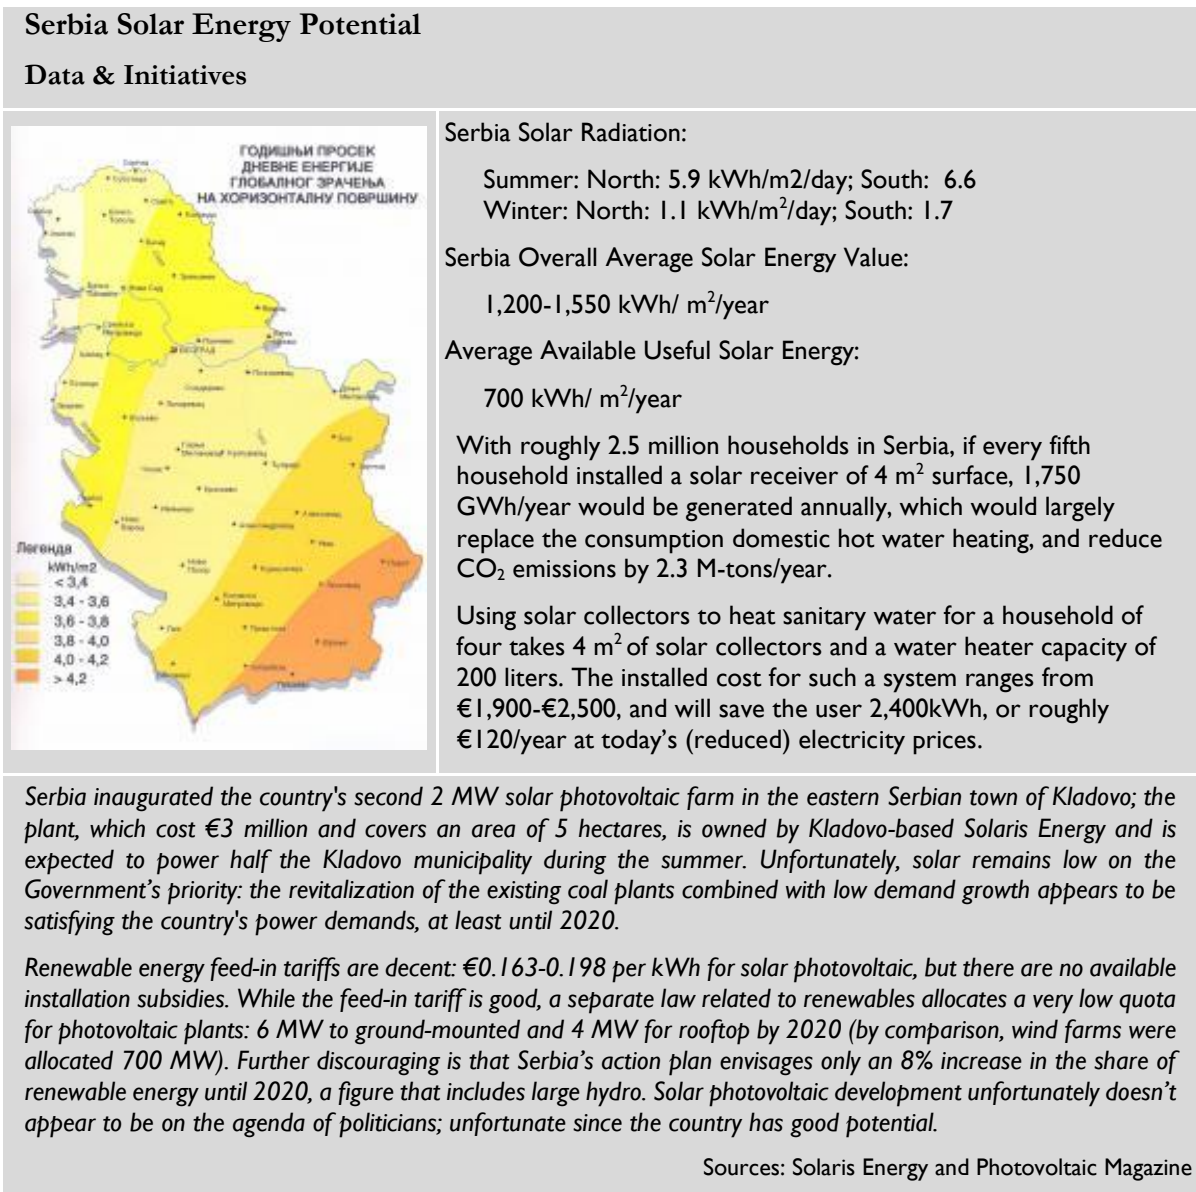 Serbia Solar Energy Potential
Data & Initiatives
ГОДИШЊИ ПРОСЕК
ДНЕВНЕ ЕНЕРГИЈЕ
ГЛОБАЛНОГ ЗРАЧЕЊА
НА ХОРИЗОНТАЛНУ ПОВРШИНУ
Нови Сад
БЕОГРАД
Легенда
kWh/m2
< 3,4
3,4 - 3,6
3,6 - 3,8
3,8 - 4,0
4,0 - 4,2
> 4,2
Serbia Solar Radiation:
Summer: North: 5.9 kWh/m2/day; South: 6.6
Winter: North: 1.1 kWh/m²/day; South: 1.7
Serbia Overall Average Solar Energy Value:
1,200-1,550 kWh/ m²/year
Average Available Useful Solar Energy:
700 kWh/ m²/year
With roughly 2.5 million households in Serbia, if every fifth
household installed a solar receiver of 4 m² surface, 1,750
GWh/year would be generated annually, which would largely
replace the consumption domestic hot water heating, and reduce
CO₂ emissions by 2.3 M-tons/year.
Using solar collectors to heat sanitary water for a household of
four takes 4 m² of solar collectors and a water heater capacity of
200 liters. The installed cost for such a system ranges from
€1,900-€2,500, and will save the user 2,400kWh, or roughly
€120/year at today's (reduced) electricity prices.
Serbia inaugurated the country's second 2 MW solar photovoltaic farm in the eastern Serbian town of Kladovo; the
plant, which cost €3 million and covers an area of 5 hectares, is owned by Kladovo-based Solaris Energy and is
expected to power half the Kladovo municipality during the summer. Unfortunately, solar remains low on the
Government's priority: the revitalization of the existing coal plants combined with low demand growth appears to be
satisfying the country's power demands, at least until 2020.
Renewable energy feed-in tariffs are decent: €0.163-0.198 per kWh for solar photovoltaic, but there are no available
installation subsidies. While the feed-in tariff is good, a separate law related to renewables allocates a very low quota
for photovoltaic plants: 6 MW to ground-mounted and 4 MW for rooftop by 2020 (by comparison, wind farms were
allocated 700 MW). Further discouraging is that Serbia's action plan envisages only an 8% increase in the share of
renewable energy until 2020, a figure that includes large hydro. Solar photovoltaic development unfortunately doesn't
appear to be on the agenda of politicians; unfortunate since the country has good potential.
Sources: Solaris Energy and Photovoltaic Magazine